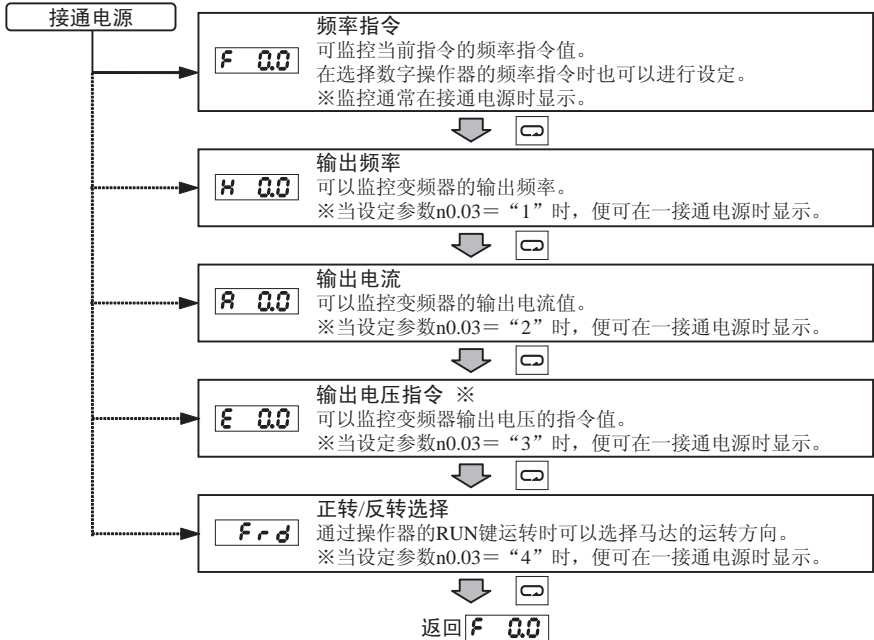 接通电源
F 0.0
频率指令
可监控当前指令的频率指令值。
在选择数字操作器的频率指令时也可以进行设定。
※监控通常在接通电源时显示。
H 0.0
输出频率
可以监控变频器的输出频率。
※当设定参数n0.03＝“1”时，便可在一接通电源时显示。
A 0.0
输出电流
可以监控变频器的输出电流值。
※当设定参数n0.03＝“2”时，便可在一接通电源时显示。
E 0.0
输出电压指令 ※
可以监控变频器输出电压的指令值。
※当设定参数n0.03＝“3”时，便可在一接通电源时显示。
Frd
正转/反转选择
通过操作器的RUN键运转时可以选择马达的运转方向。
※当设定参数n0.03＝“4”时，便可在一接通电源时显示。
返回 F 0.0